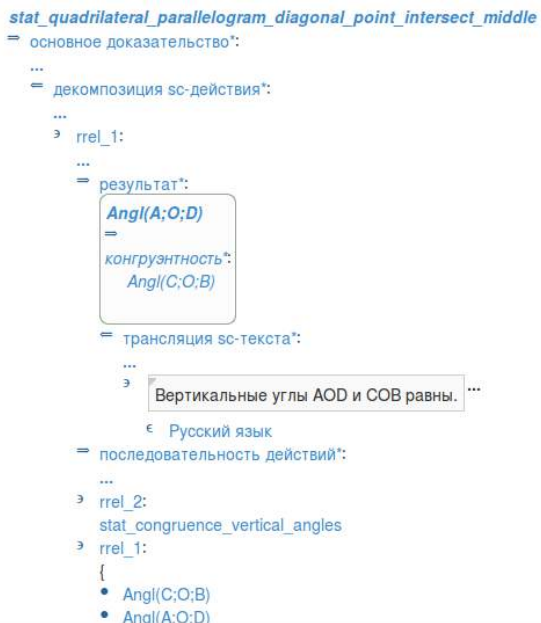 stat_quadrilateral_parallelogram_diagonal_point_intersect_middle
⇒ основное доказательство*:
...
⇐ декомпозиция sc-действия*:
...
∋ rrel_1:
...
⇒ результат*:
Angl(A;O;D)
⇒
конгруэнтность*:
Angl(C;O;B)
⇐ трансляция sc-текста*:
...
∋ Вертикальные углы AOD и COB равны. ...
∈ Русский язык
⇒ последовательность действий*:
...
∋ rrel_2:
stat_congruence_vertical_angles
∋ rrel_1:
{
• Angl(C;O;B)
• Angl(A;O;D)